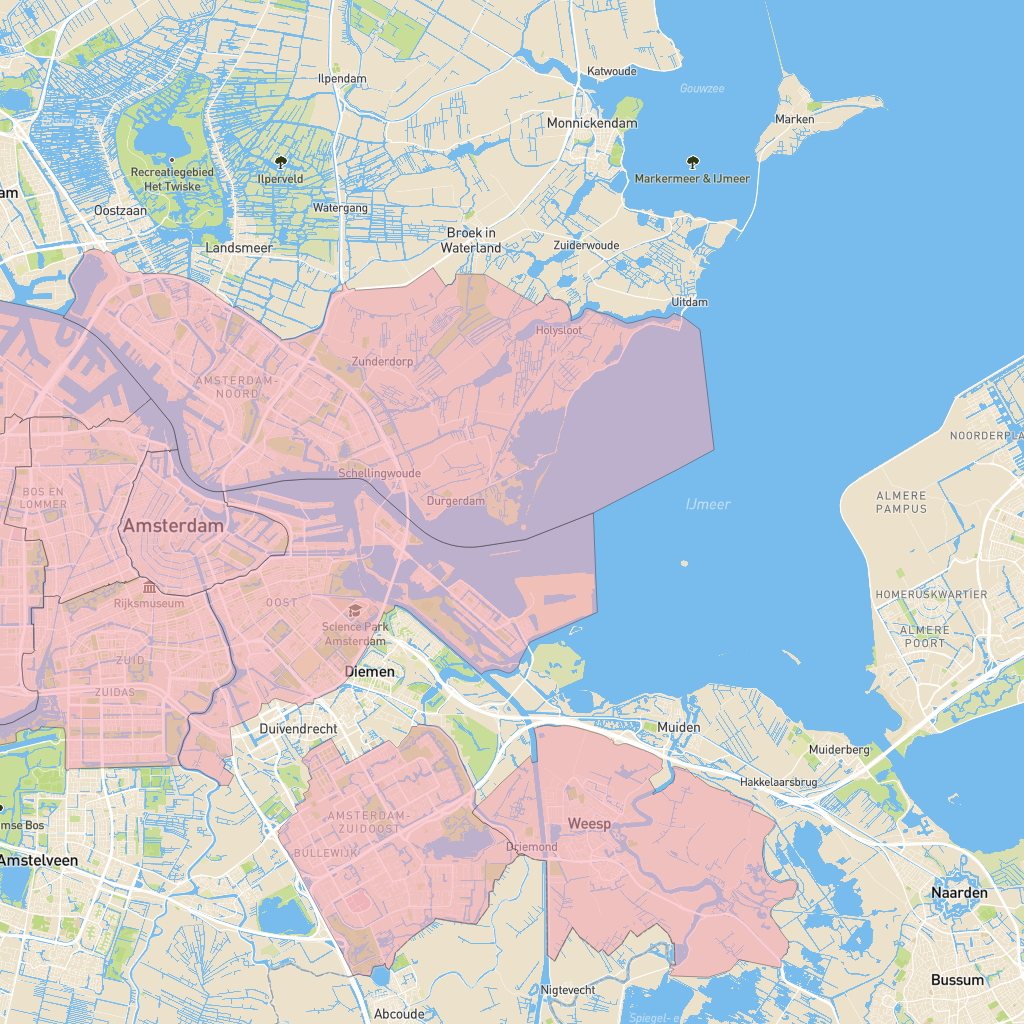 Katwoude
Ilpendam
Gouwzee
Marken
Monnickendam
Recreatiegebied
Het Twiske
Ilperveld
Markermeer & IJmeer
am
Oostzaan
Watergang
Broek in
Waterland
Landsmeer
Zuiderwoude
Uitdam
Holysloot
Zunderdorp
AMSTERDAM-
NOORD
NOORDERPLA
Schellingwoude
BOS EN
LOMMER
Durgerdam
IJmeer
ALMERE
PAMPUS
Amsterdam
HOMERUSKWARTIER
Rijksmuseum
OOST
Science Park
Amsterdam
ALMERE
POORT
ZUID
Diemen
ZUIDAS
Duivendrecht
Muiden
Muiderberg
Hakkelaarsbrug
mse Bos
AMSTERDAM-
ZUIDOOST
Weesp
BULLEWIJK
Driemond
Amstelveen
Naarden
Bussum
Nigtevecht
Abcoude
Spiegel- en